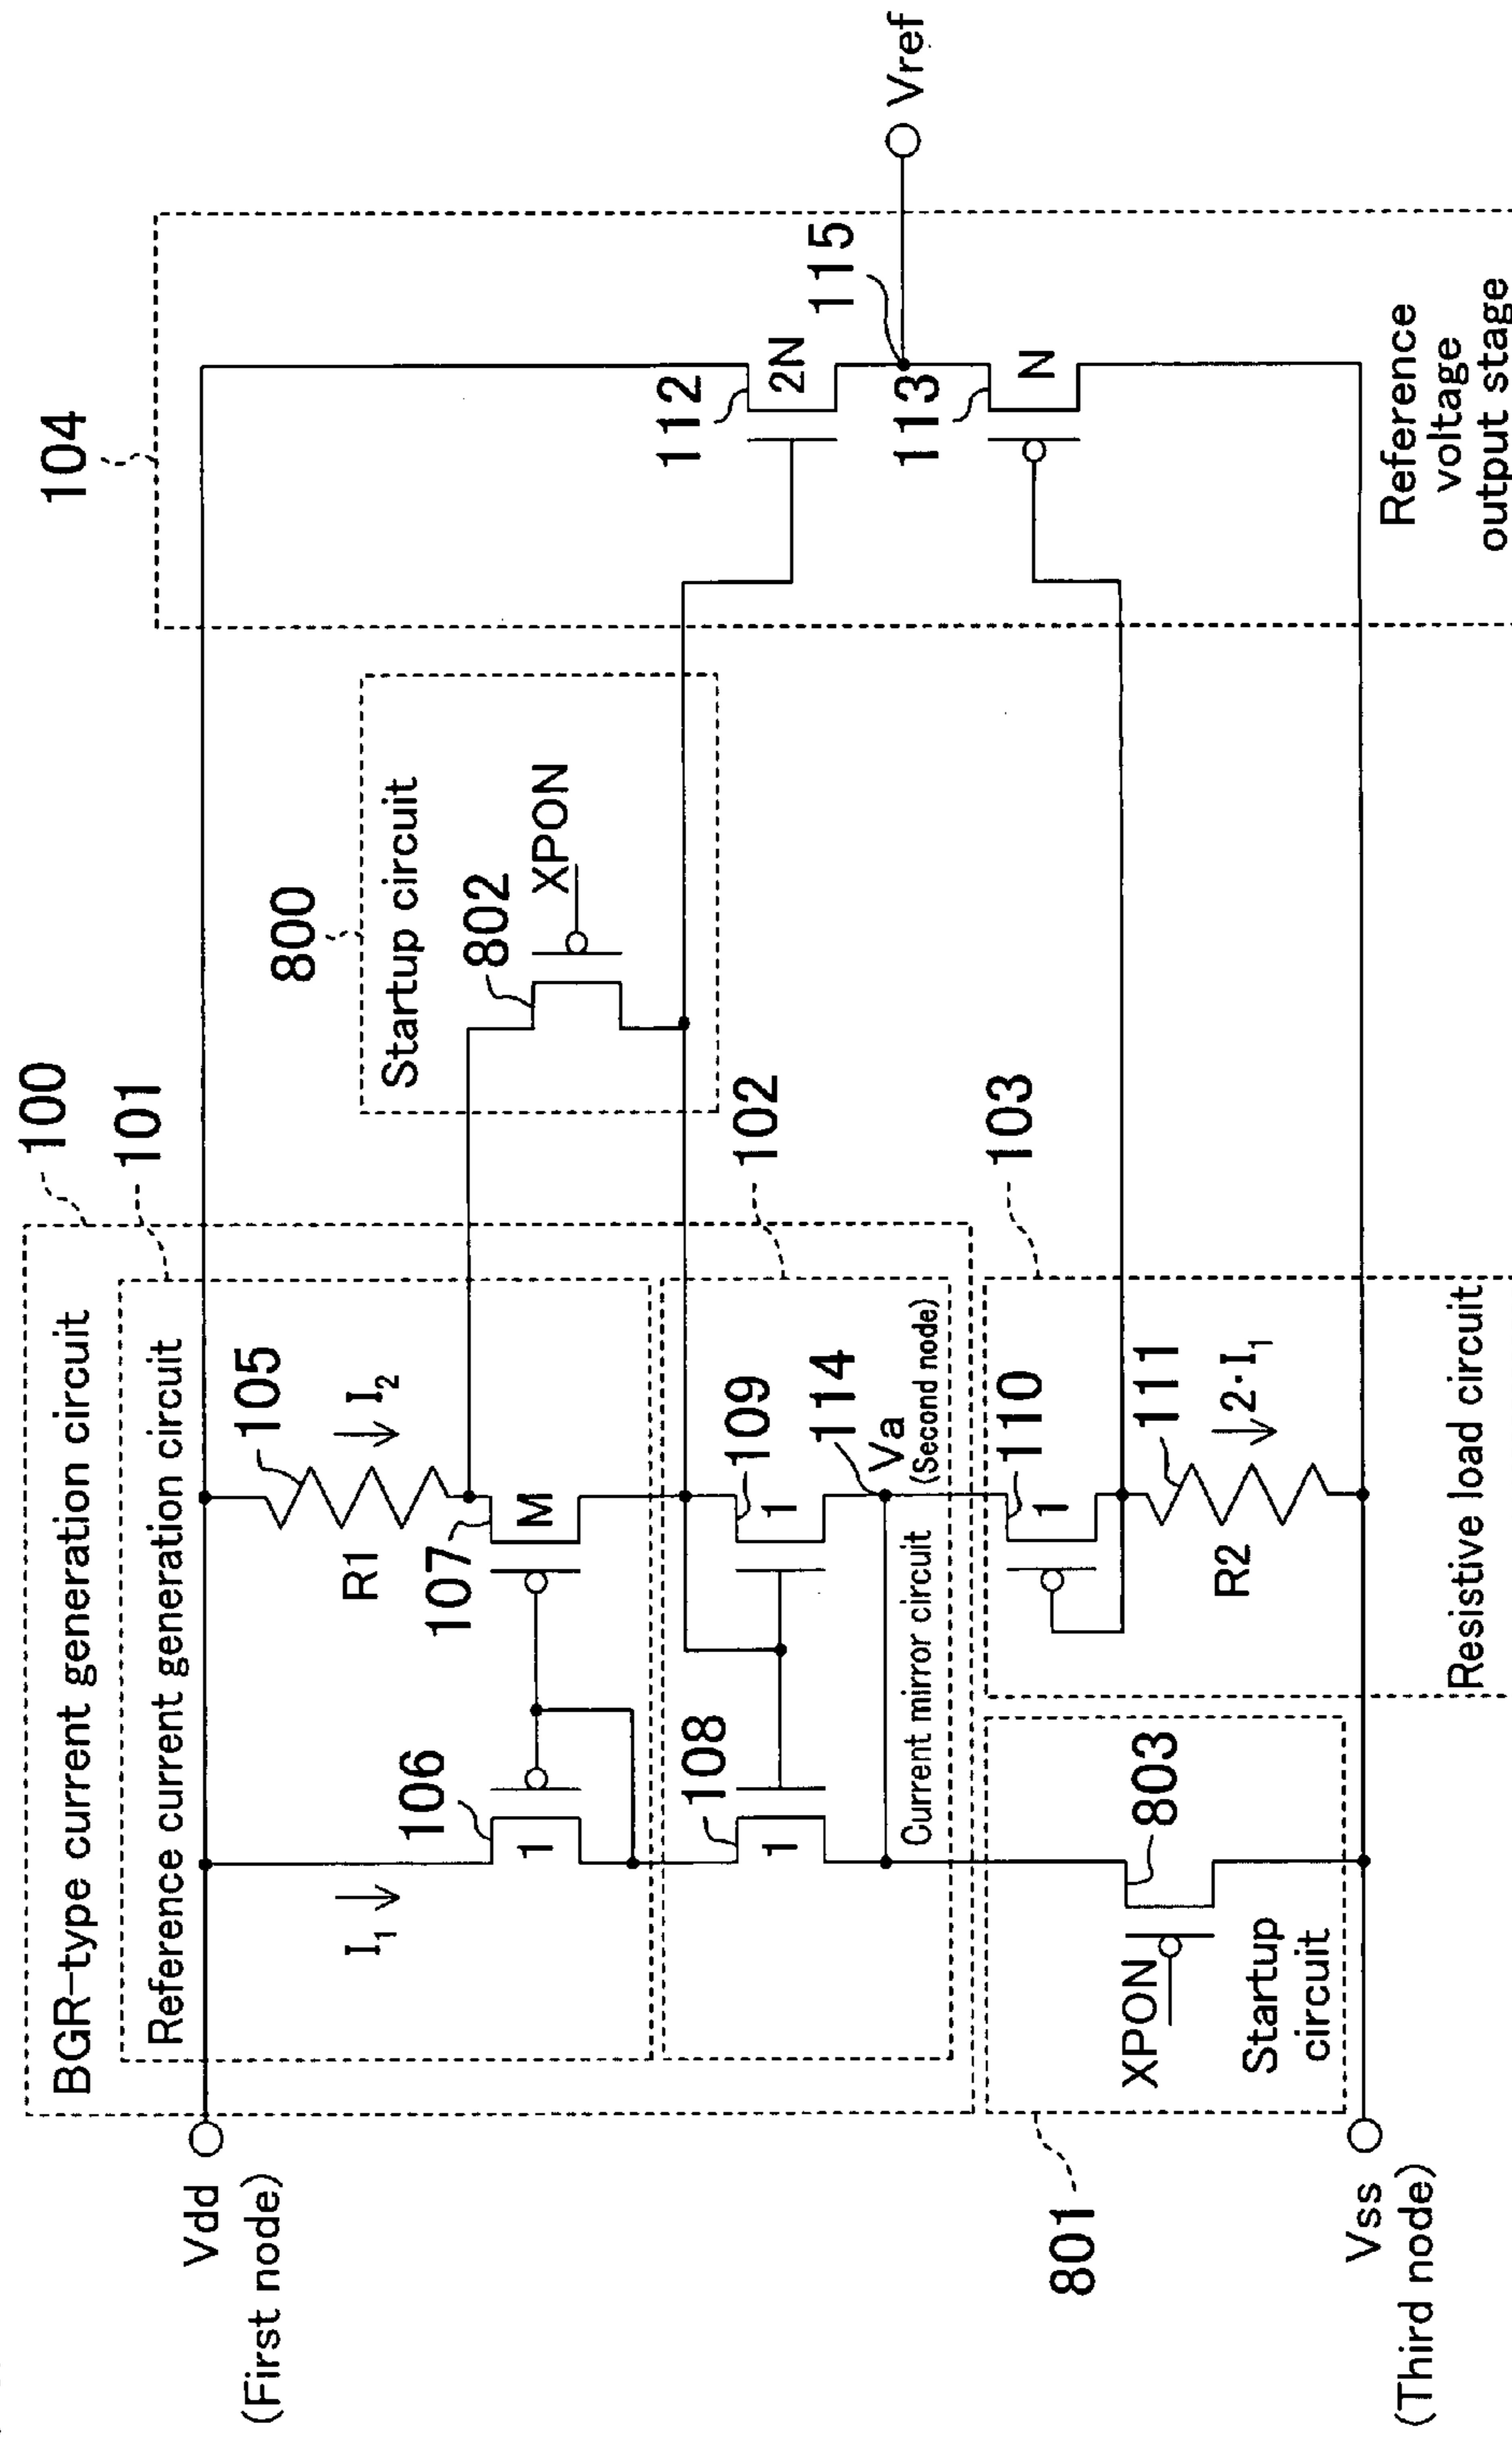 100
BGR-type current generation circuit
101
Reference current generation circuit
104
Vdd
(First node)
I₁
106
1
R1
105
I₂
107
M
800
Startup circuit
802
XPON
102
108
1
109
1
114
Va
(Second node)
Current mirror circuit
112
2N
115
Vref
113
N
103
110
1
R2
111
2·I₁
Resistive load circuit
801
XPON
803
Startup
circuit
Vss
(Third node)
Reference
voltage
output stage